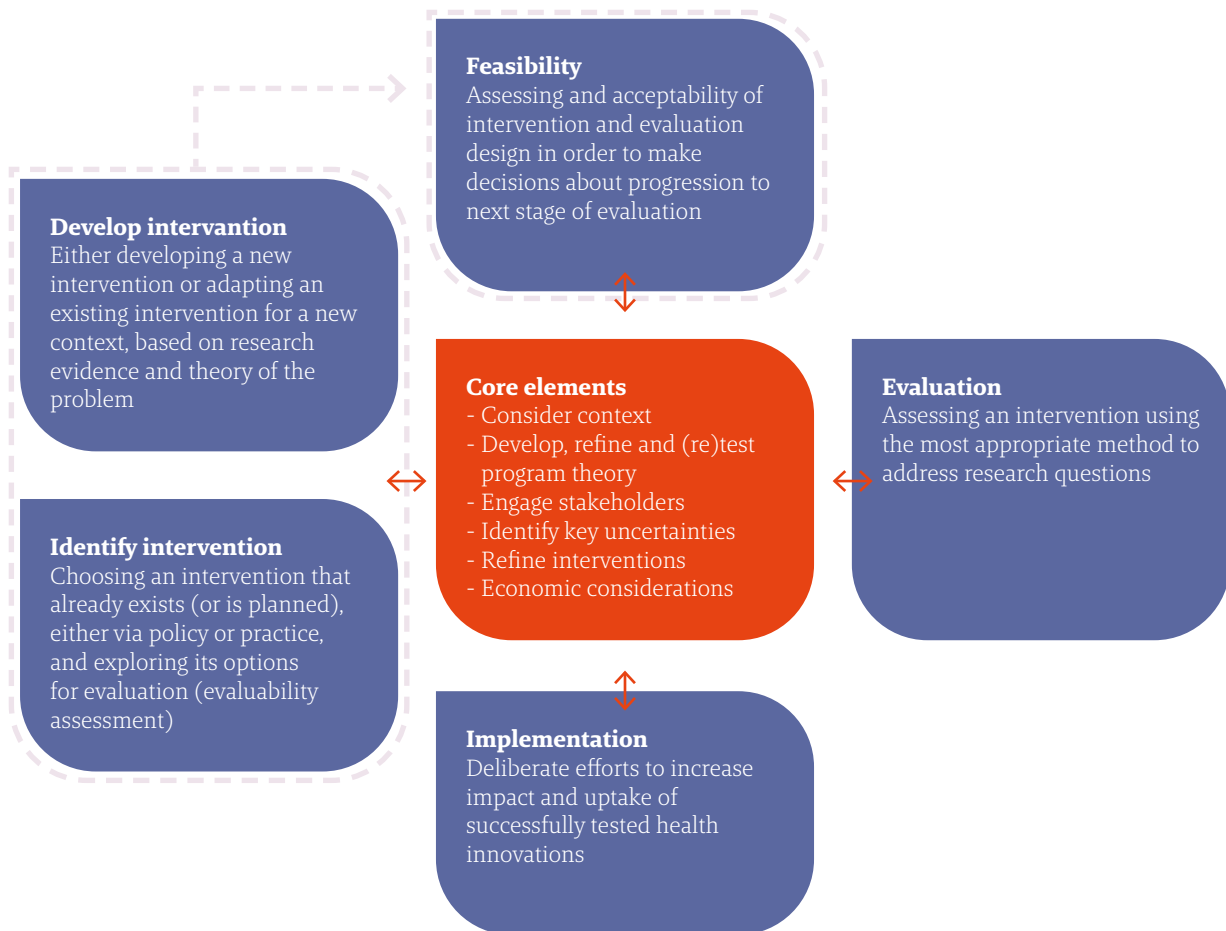 Feasibility
Assessing and acceptability of
intervention and evaluation
design in order to make
decisions about progression to
next stage of evaluation
Develop intervantion
Either developing a new
intervention or adapting an
existing intervention for a new
context, based on research
evidence and theory of the
problem
Identify intervention
Choosing an intervention that
already exists (or is planned),
either via policy or practice,
and exploring its options
for evaluation (evaluability
assessment)
Core elements
- Consider context
- Develop, refine and (re)test
program theory
- Engage stakeholders
- Identify key uncertainties
- Refine interventions
- Economic considerations
Evaluation
Assessing an intervention using
the most appropriate method to
address research questions
Implementation
Deliberate efforts to increase
impact and uptake of
successfully tested health
innovations